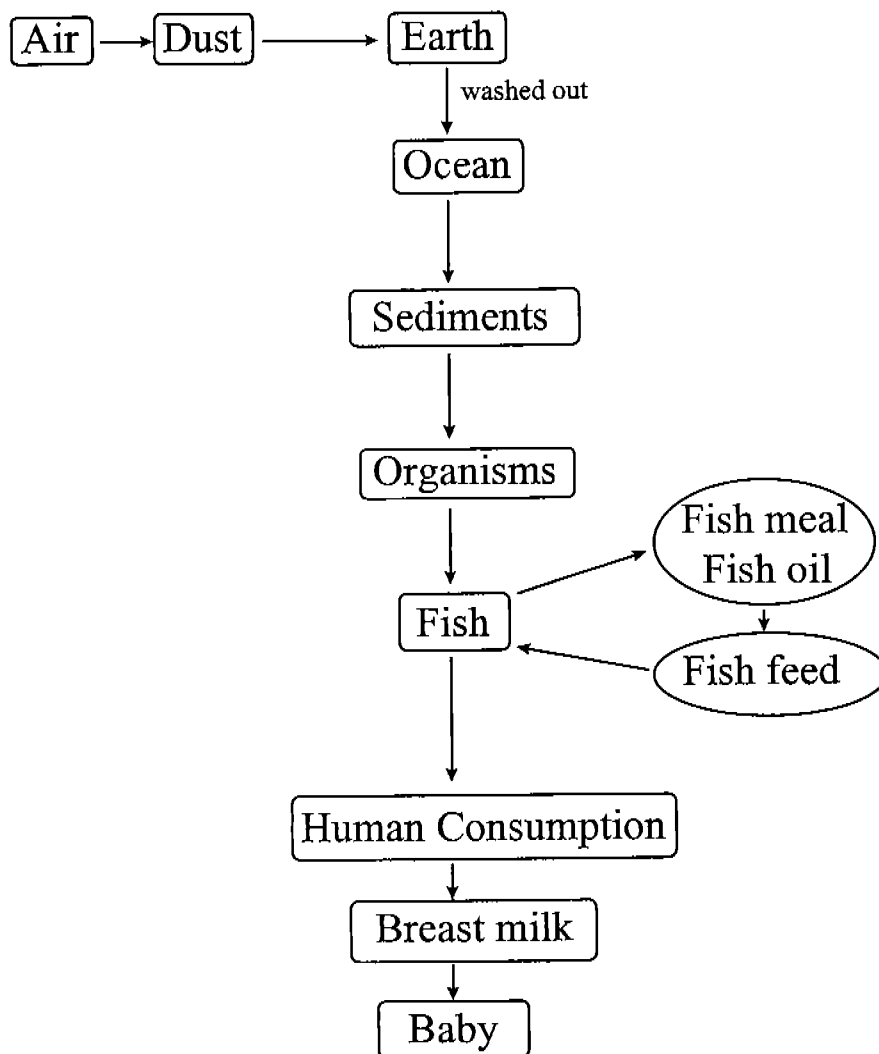 Air
Dust
Earth
washed out
Ocean
Sediments
Organisms
Fish meal
Fish oil
Fish
Fish feed
Human Consumption
Breast milk
Baby